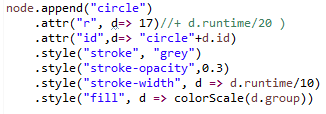 node.append("circle")
.attr("r", d=> 17)//+ d.runtime/20 )
.attr("id",d=> "circle"+d.id)
.style("stroke", "grey")
.style("stroke-opacity",0.3)
.style("stroke-width", d => d.runtime/10)
.style("fill", d => colorScale(d.group))